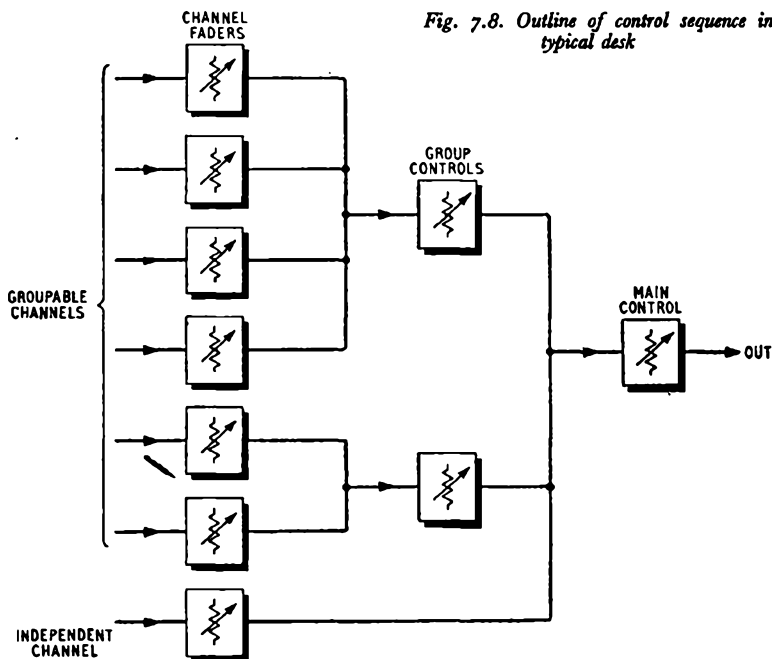 CHANNEL
FADERS
Fig. 7.8. Outline of control sequence in
typical desk
GROUP
CONTROLS
GROUPABLE
CHANNELS
MAIN
CONTROL
OUT
INDEPENDENT
CHANNEL